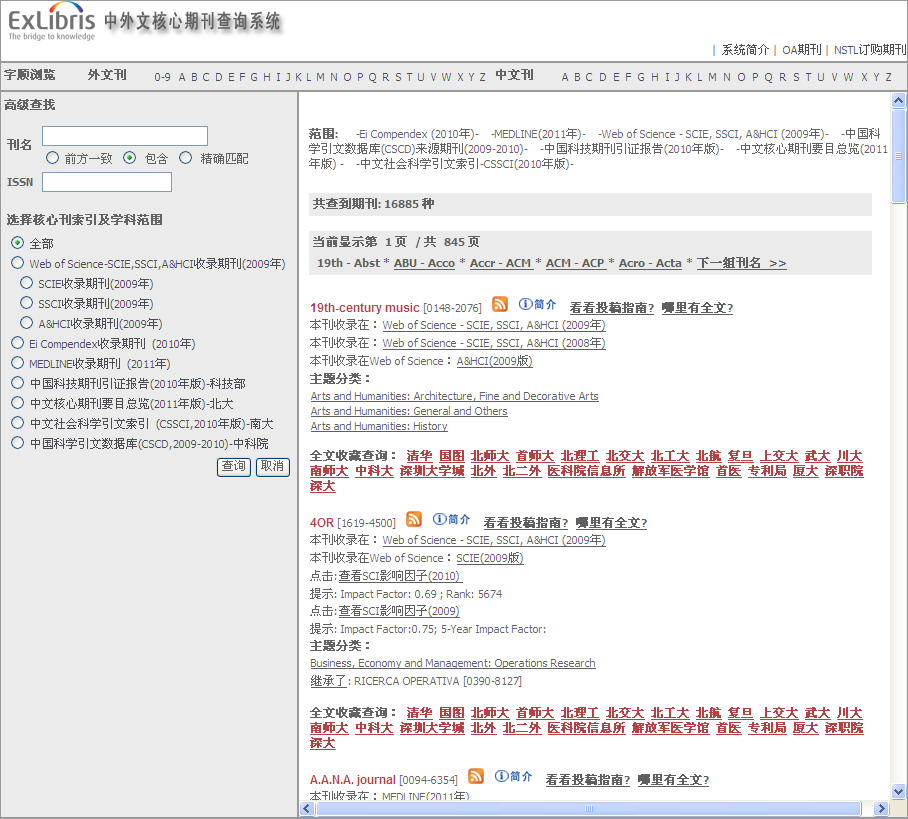 ExLibris 中外文核心期刊查询系统
The bridge to knowledge
| 系统简介 | OA期刊 | NSTL订购期刊
字顺浏览 外文刊 0-9 A B C D E F G H I J K L M N O P Q R S T U V W X Y Z 中文刊 A B C D E F G H I J K L M N O P Q R S T U V W X Y Z
高级查找
刊名
前方一致 包含 精确匹配
ISSN
选择核心刊索引及学科范围
全部
Web of Science-SCIE,SSCI,A&HCI收录期刊(2009年)
SCIE收录期刊(2009年)
SSCI收录期刊(2009年)
A&HCI收录期刊(2009年)
Ei Compendex收录期刊 (2010年)
MEDLINE收录期刊 (2011年)
中国科技期刊引证报告(2010年版)-科技部
中文核心期刊要目总览(2011年版)-北大
中文社会科学引文索引 (CSSCI,2010年版)-南大
中国科学引文数据库(CSCD,2009-2010)-中科院
查询 取消
范围: -Ei Compendex (2010年)- -MEDLINE(2011年)- -Web of Science - SCIE, SSCI, A&HCI (2009年)- -中国科
学引文数据库(CSCD)来源期刊(2009-2010)- -中国科技期刊引证报告(2010年版)- -中文核心期刊要目总览(2011
年版) - -中文社会科学引文索引-CSSCI(2010年版)-
共查到期刊: 16885 种
当前显示第 1 页 / 共 845 页
19th - Abst * ABU - Acco * Accr - ACM * ACM - ACP * Acro - Acta * 下一组刊名 >>
19th-century music [0148-2076] 简介 看看投稿指南? 哪里有全文?
本刊收录在: Web of Science - SCIE, SSCI, A&HCI (2009年)
本刊收录在: Web of Science - SCIE, SSCI, A&HCI (2008年)
本刊收录在Web of Science: A&HCI(2009版)
主题分类:
Arts and Humanities: Architecture, Fine and Decorative Arts
Arts and Humanities: General and Others
Arts and Humanities: History
全文收藏查询: 清华 国图 北师大 首师大 北理工 北交大 北工大 北航 复旦 上交大 武大 川大
南师大 中科大 深圳大学城 北外 北二外 医科院信息所 解放军医学馆 首医 专利局 厦大 深职院
深大
4OR [1619-4500] 简介 看看投稿指南? 哪里有全文?
本刊收录在: Web of Science - SCIE, SSCI, A&HCI (2009年)
本刊收录在Web of Science: SCIE(2009版)
点击:查看SCI影响因子(2010)
提示: Impact Factor: 0.69 ; Rank: 5674
点击:查看SCI影响因子(2009)
提示: Impact Factor:0.75; 5-Year Impact Factor:
主题分类:
Business, Economy and Management: Operations Research
继承了: RICERCA OPERATIVA [0390-8127]
全文收藏查询: 清华 国图 北师大 首师大 北理工 北交大 北工大 北航 复旦 上交大 武大 川大
南师大 中科大 深圳大学城 北外 北二外 医科院信息所 解放军医学馆 首医 专利局 厦大 深职院
深大
A.A.N.A. journal [0094-6354] 简介 看看投稿指南? 哪里有全文?
本刊收录在: MEDLINE(2011年)